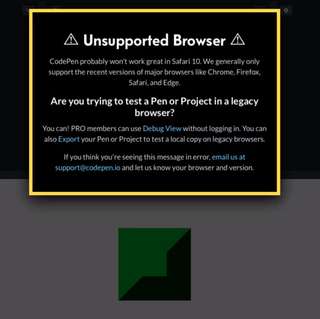 ⚠ Unsupported Browser ⚠
CodePen probably won't work great in Safari 10. We generally only
support the recent versions of major browsers like Chrome, Firefox,
Safari, and Edge.
Are you trying to test a Pen or Project in a legacy
browser?
You can! PRO members can use Debug View without logging in. You can
also Export your Pen or Project to test a local copy on legacy browsers.
If you think you're seeing this message in error, email us at
support@codepen.io and let us know your browser and version.